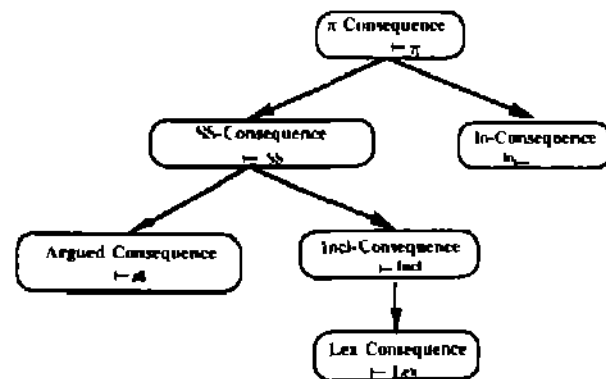 π Consequence
⊢ π
SS-Consequence
⊢ SS
In-Consequence
Argued Consequence
⊢
Incl-Consequence
⊢ Incl
Lex Consequence
⊢ Lex